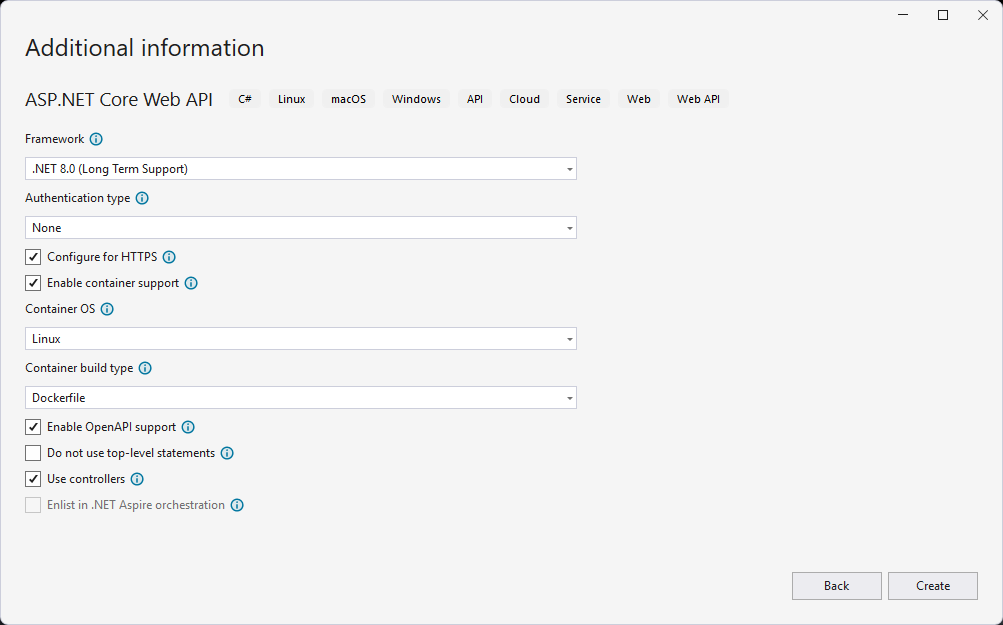 Additional information
ASP.NET Core Web API C# Linux macOS Windows API Cloud Service Web Web API
Framework
.NET 8.0 (Long Term Support)
Authentication type
None
Configure for HTTPS
Enable container support
Container OS
Linux
Container build type
Dockerfile
Enable OpenAPI support
Do not use top-level statements
Use controllers
Enlist in .NET Aspire orchestration
Back Create